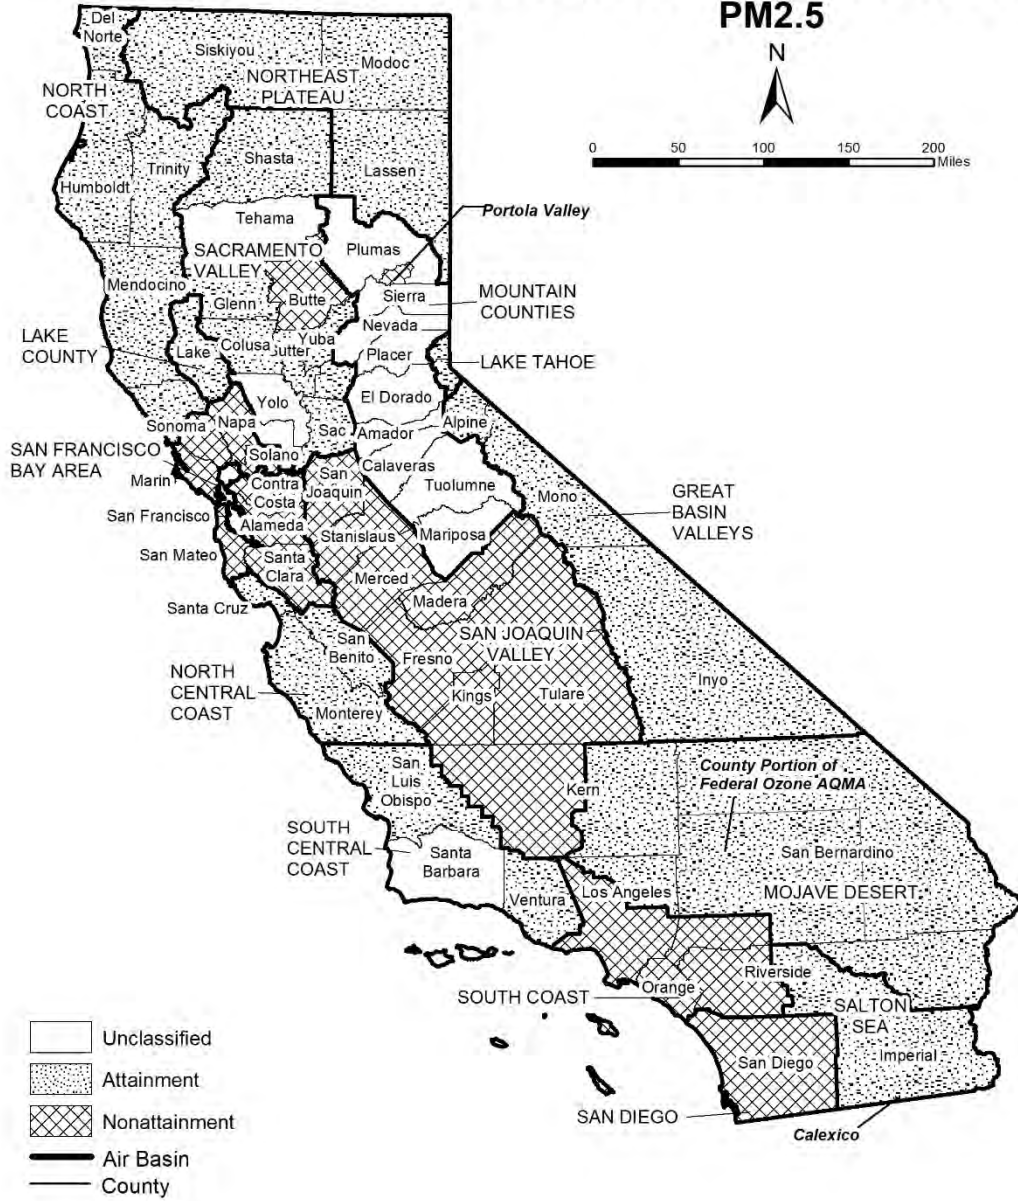 PM2.5
N
0 50 100 150 200
Miles
Del
Norte
Siskiyou
Modoc
NORTHEAST
PLATEAU
NORTH
COAST
Shasta
Trinity
Lassen
Humboldt
Portola Valley
Tehama
Plumas
SACRAMENTO
VALLEY
Mendocino
Butte
Sierra
MOUNTAIN
COUNTIES
Glenn
Nevada
LAKE
COUNTY
Lake
Colusa
Yuba
Placer
LAKE TAHOE
Yolo
El Dorado
Sonoma
Napa
Sac
Amador
Alpine
SAN FRANCISCO
BAY AREA
Solano
Calaveras
Marin
Contra
Costa
San
Joaquin
Tuolumne
Mono
GREAT
BASIN
VALLEYS
San Francisco
Alameda
Stanislaus
Mariposa
San Mateo
Santa
Clara
Merced
Madera
Santa Cruz
SAN JOAQUIN
VALLEY
San
Benito
Fresno
NORTH
CENTRAL
COAST
Kings
Tulare
Inyo
Monterey
San
Luis
Obispo
Kern
County Portion of
Federal Ozone AQMA
SOUTH
CENTRAL
COAST
Santa
Barbara
San Bernardino
Ventura
Los Angeles
MOJAVE DESERT
Riverside
Orange
SOUTH COAST
SALTON
SEA
San Diego
Imperial
SAN DIEGO
Calexico
Unclassified
Attainment
Nonattainment
Air Basin
County